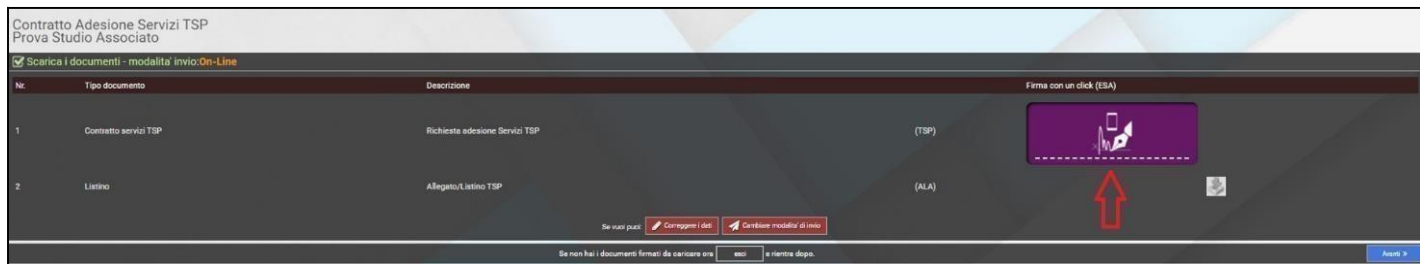 Contratto Adesione Servizi TSP
Prova Studio Associato
Scarica i documenti - modalita' invio:On-Line
Nr. Tipo documento Descrizione Firma con un click (ESA)
1 Contratto servizi TSP Richiesta adesione Servizi TSP (TSP)
2 Listino Allegato/Listino TSP (ALA)
Se vuoi puoi: Correggere i dati Cambiare modalita' di invio
Se non hai i documenti firmati da caricare ora esci e rientra dopo.
Avanti »